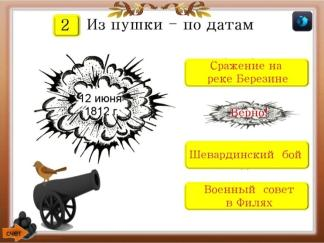 2
Из пушки – по датам
12 июня
1812 г.
Сражение на
реке Березине
Верно!
Шевардинский бой
Военный совет
в Филях
счёт